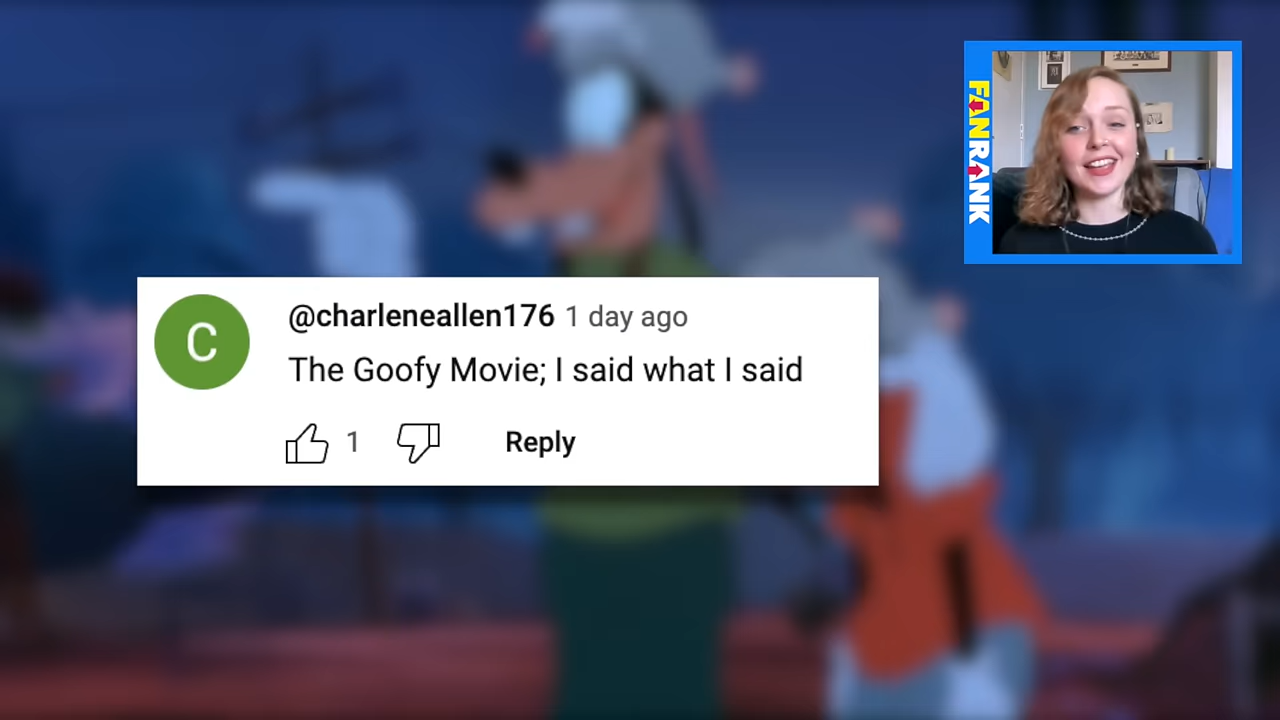 FANRANK
C
@charleneallen176 1 day ago
The Goofy Movie; I said what I said
1
Reply